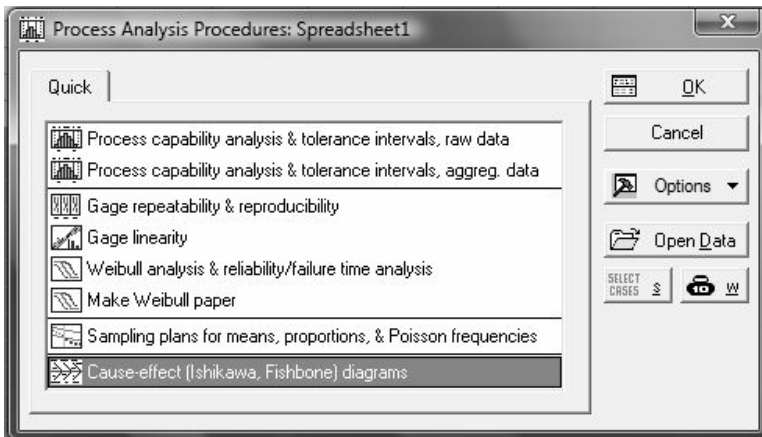 Process Analysis Procedures: Spreadsheet1
X
Quick
Process capability analysis & tolerance intervals, raw data
Process capability analysis & tolerance intervals, aggreg. data
Gage repeatability & reproducibility
Gage linearity
Weibull analysis & reliability/failure time analysis
Make Weibull paper
Sampling plans for means, proportions, & Poisson frequencies
Cause-effect (Ishikawa, Fishbone) diagrams
OK
Cancel
Options
Open Data
SELECT CASES S
W